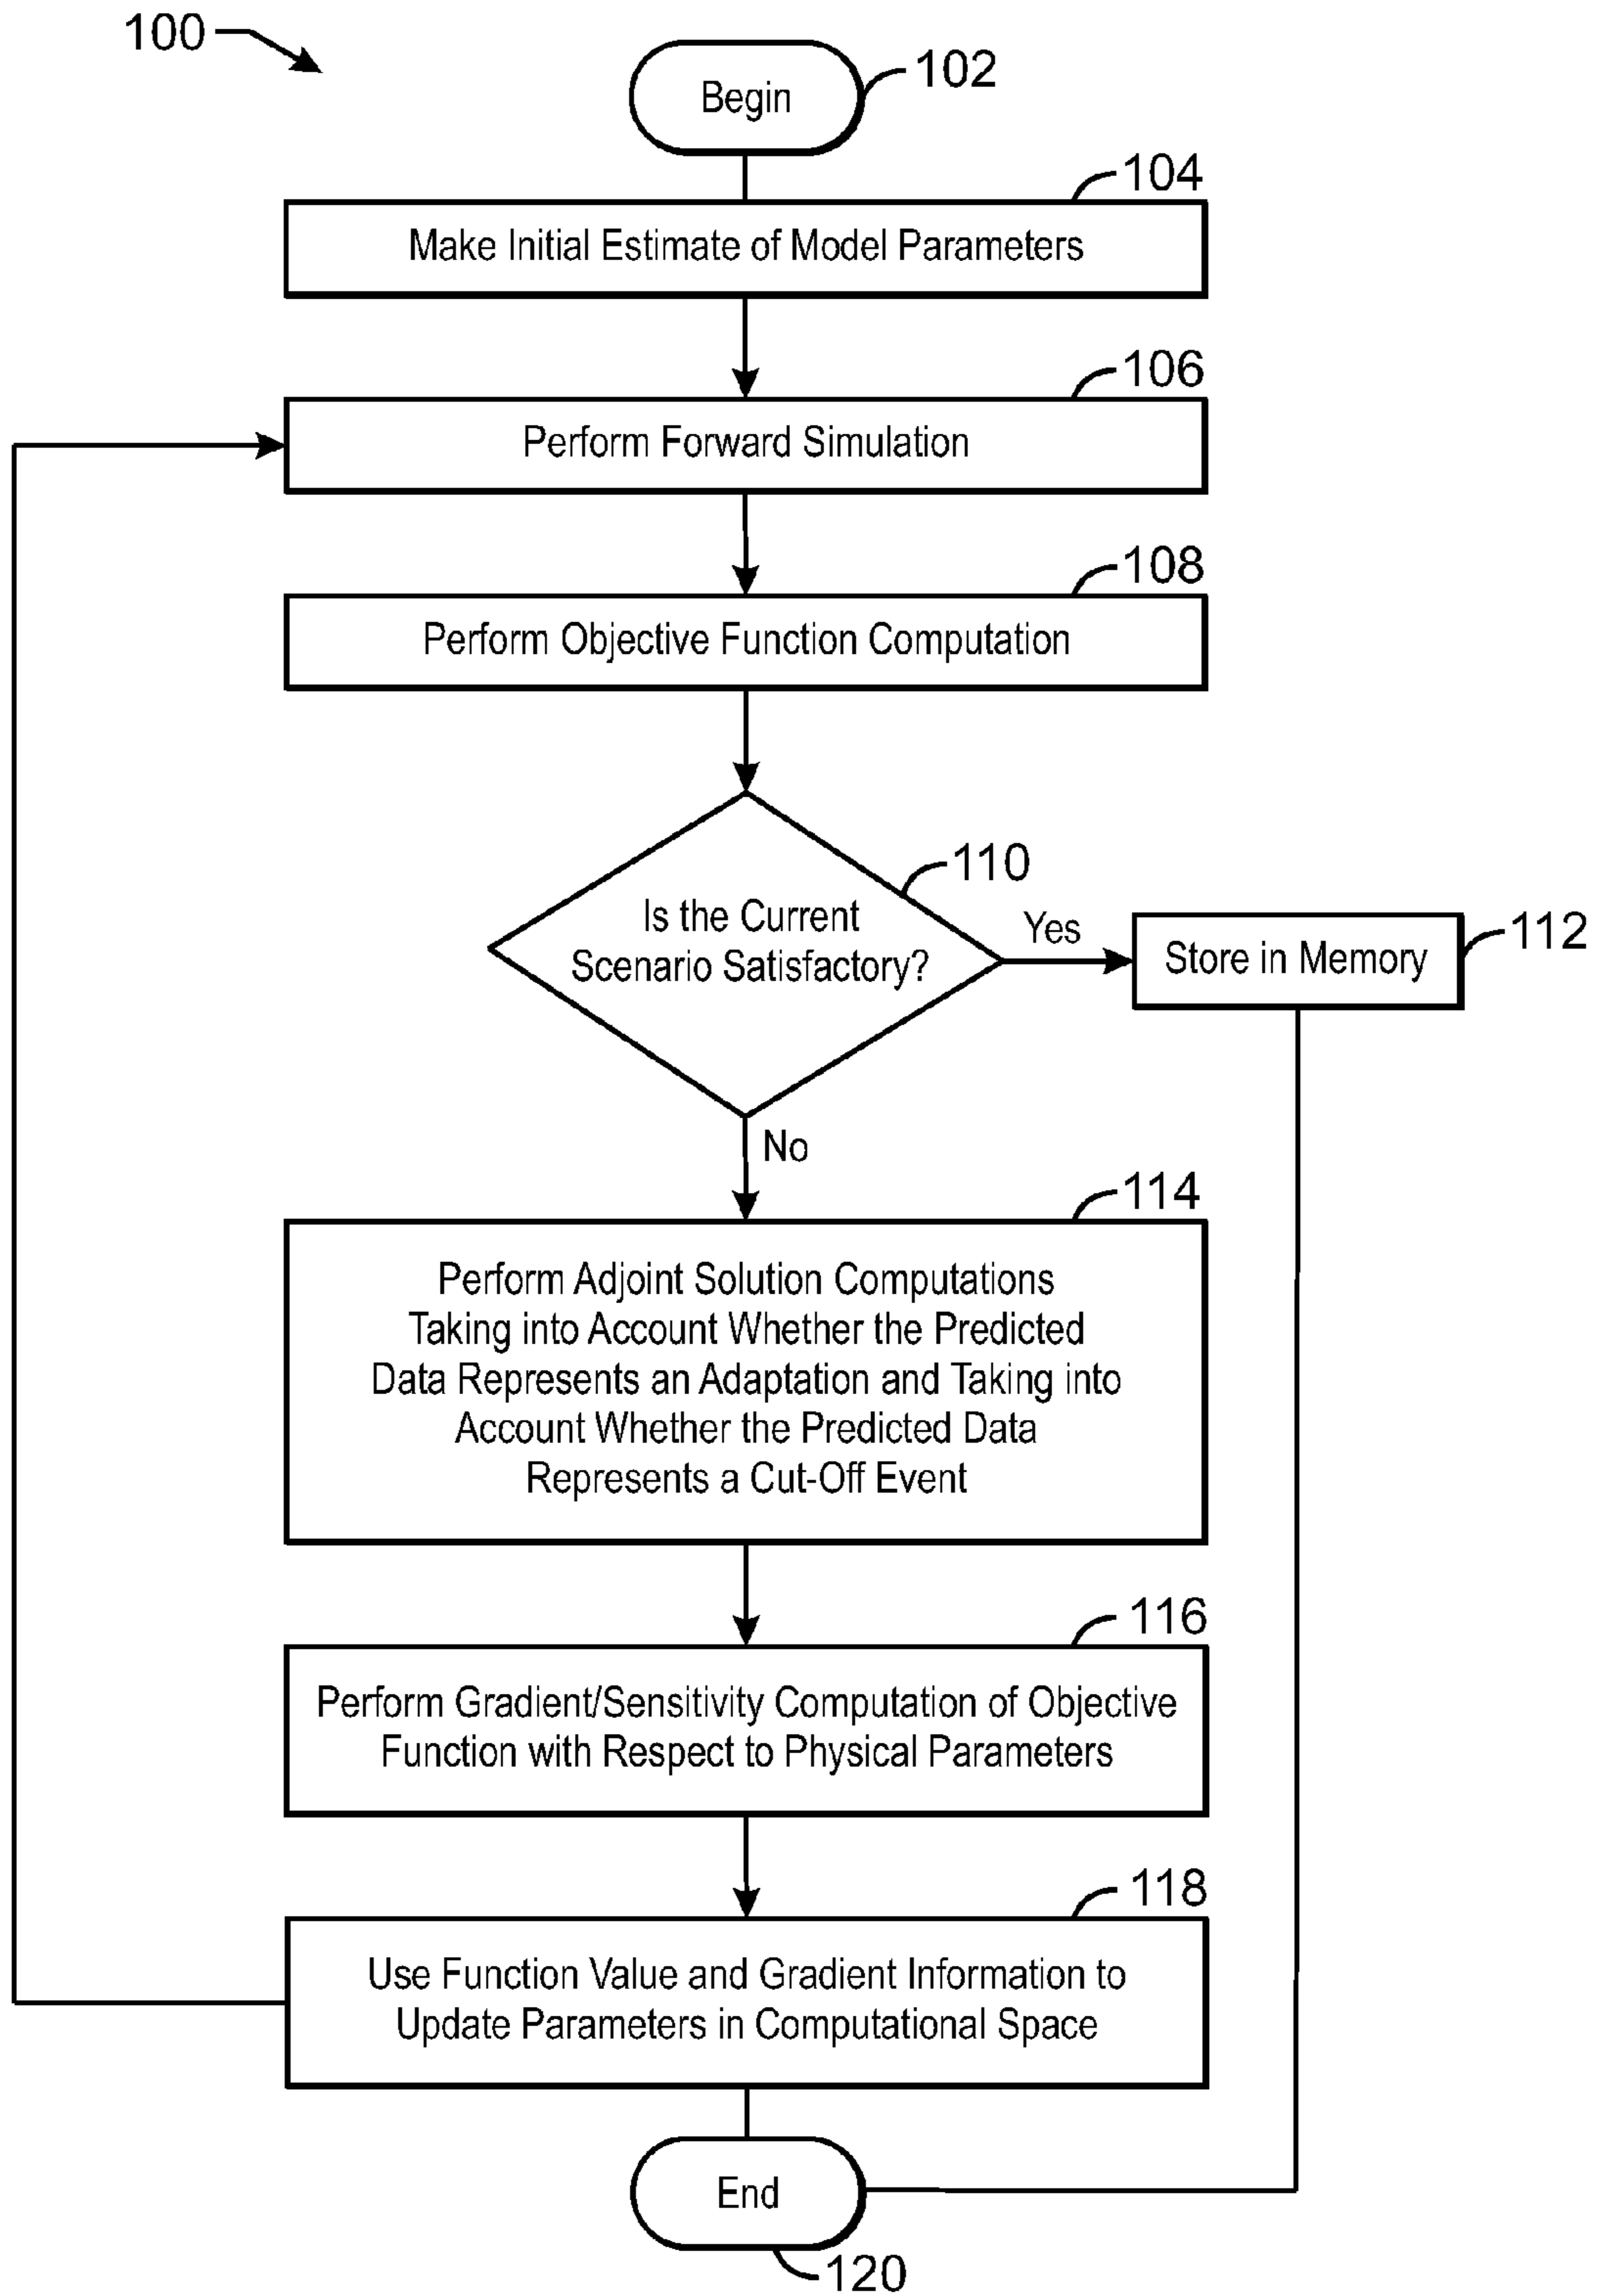 100
Begin
102
104
Make Initial Estimate of Model Parameters
106
Perform Forward Simulation
108
Perform Objective Function Computation
110
Is the Current
Scenario Satisfactory?
Yes
Store in Memory
112
No
114
Perform Adjoint Solution Computations
Taking into Account Whether the Predicted
Data Represents an Adaptation and Taking into
Account Whether the Predicted Data
Represents a Cut-Off Event
116
Perform Gradient/Sensitivity Computation of Objective
Function with Respect to Physical Parameters
118
Use Function Value and Gradient Information to
Update Parameters in Computational Space
End
120